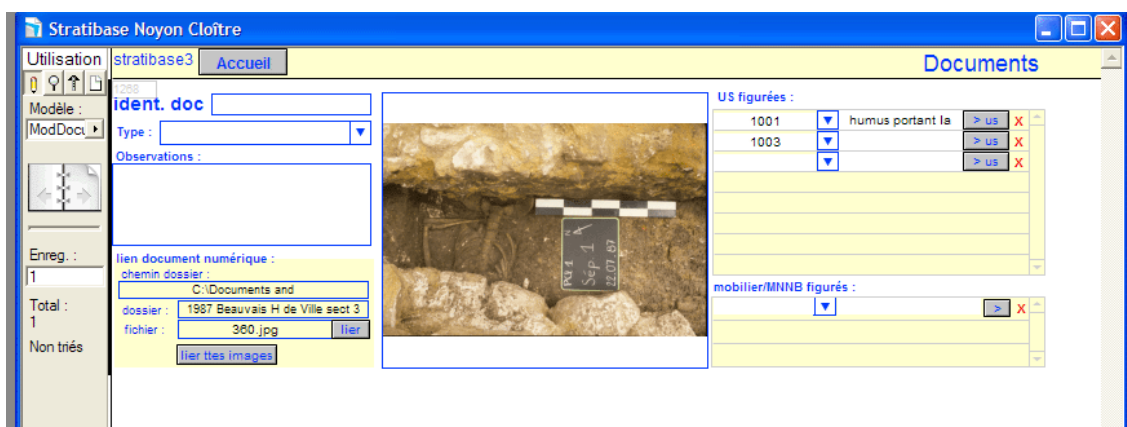 Stratibase Noyon Cloître
Utilisation
stratibase3
Accueil
Documents
Modèle :
ModDocu
Enreg. :
1
Total :
1
Non triés
1268
ident. doc
Type :
Observations :
lien document numérique :
chemin dossier :
C:\Documents and
dossier : 1987 Beauvais H de Ville sect 3
fichier : 360.jpg lier
lier ttes images
N
Sép. 1
22.07.87
US figurées :
1001 humus portant la > us X
1003 > us X
> us X
mobilier/MNNB figurés :
> X